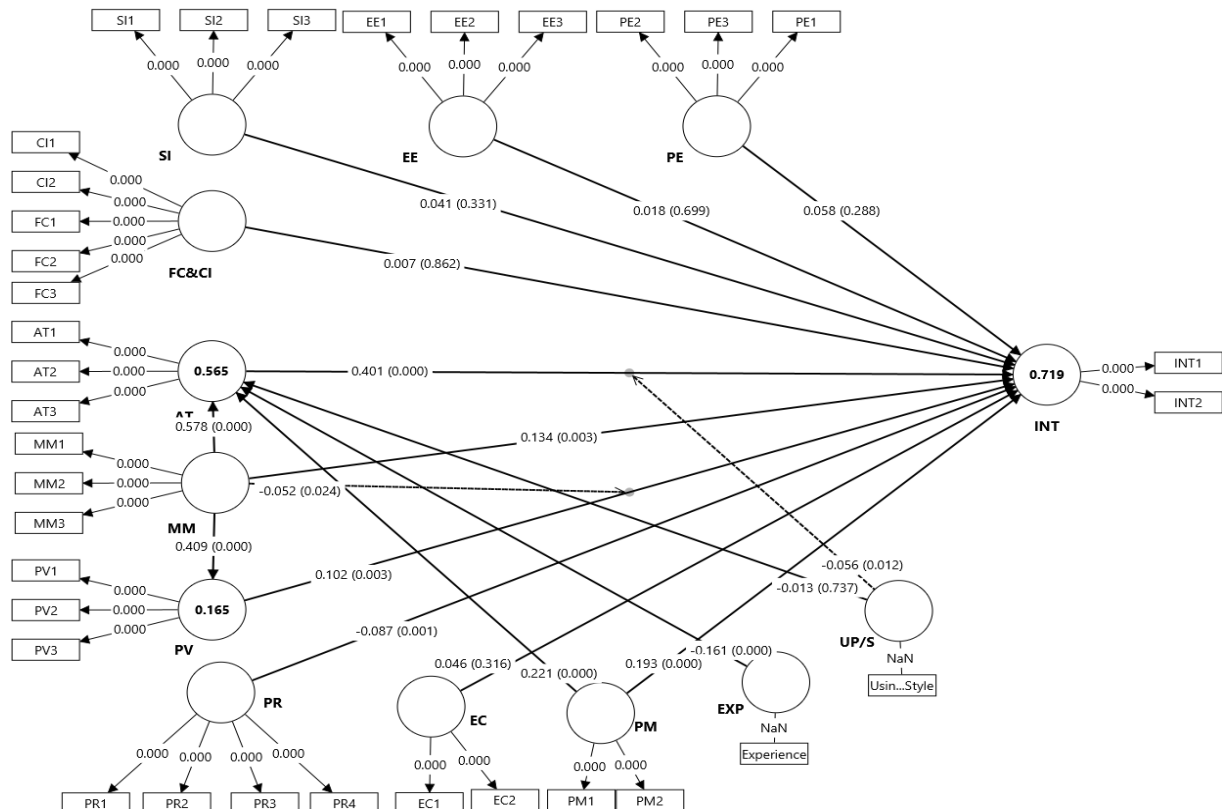 SI1 SI2 SI3 EE1 EE2 EE3 PE2 PE3 PE1
0.000 0.000 0.000 0.000 0.000 0.000 0.000 0.000 0.000
SI EE PE
CI1
0.000
CI2
0.000
FC1
0.000
FC2
0.000
FC3
0.000
FC&CI
0.041 (0.331)
0.018 (0.699)
0.058 (0.288)
0.007 (0.862)
AT1
0.000
AT2
0.000
AT3
0.000
0.565
AT
0.401 (0.000)
0.719
INT
0.000
INT1
0.000
INT2
0.578 (0.000)
0.134 (0.003)
MM1
0.000
MM2
0.000
MM3
0.000
MM
-0.052 (0.024)
0.409 (0.000)
PV1
0.000
PV2
0.000
PV3
0.000
0.165
PV
0.102 (0.003)
-0.056 (0.012)
-0.013 (0.737)
UP/S
NaN
Usin...Style
-0.087 (0.001)
0.046 (0.316)
0.221 (0.000)
0.193 (0.000)
-0.161 (0.000)
PR EC PM EXP
NaN
Experience
0.000 0.000 0.000 0.000 0.000 0.000 0.000 0.000
PR1 PR2 PR3 PR4 EC1 EC2 PM1 PM2